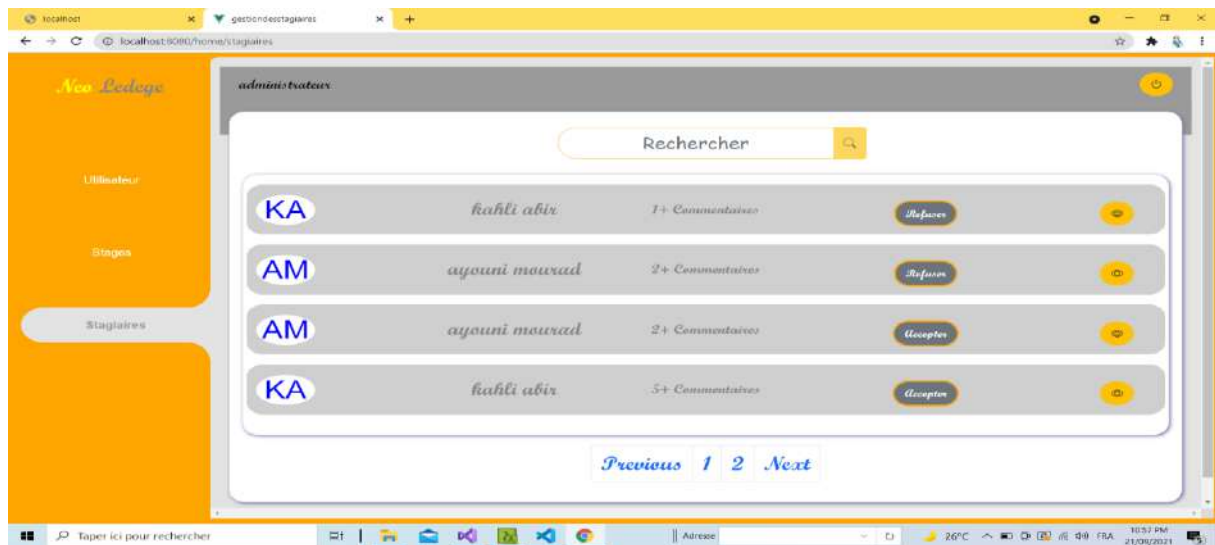 localhost
gestiondesstagiaires
localhost:8080/home/stagiaires
Neo Ledege
administrateur
Rechercher
Utilisateur
KA kahli abir 1+ Commentaires Refuser
Stages
AM ayouni mourad 2+ Commentaires Refuser
Stagiaires
AM ayouni mourad 2+ Commentaires Accepter
KA kahli abir 5+ Commentaires Accepter
Previous 1 2 Next
Taper ici pour rechercher
Adresse
26°C
FRA
10:57 PM
21/09/2021